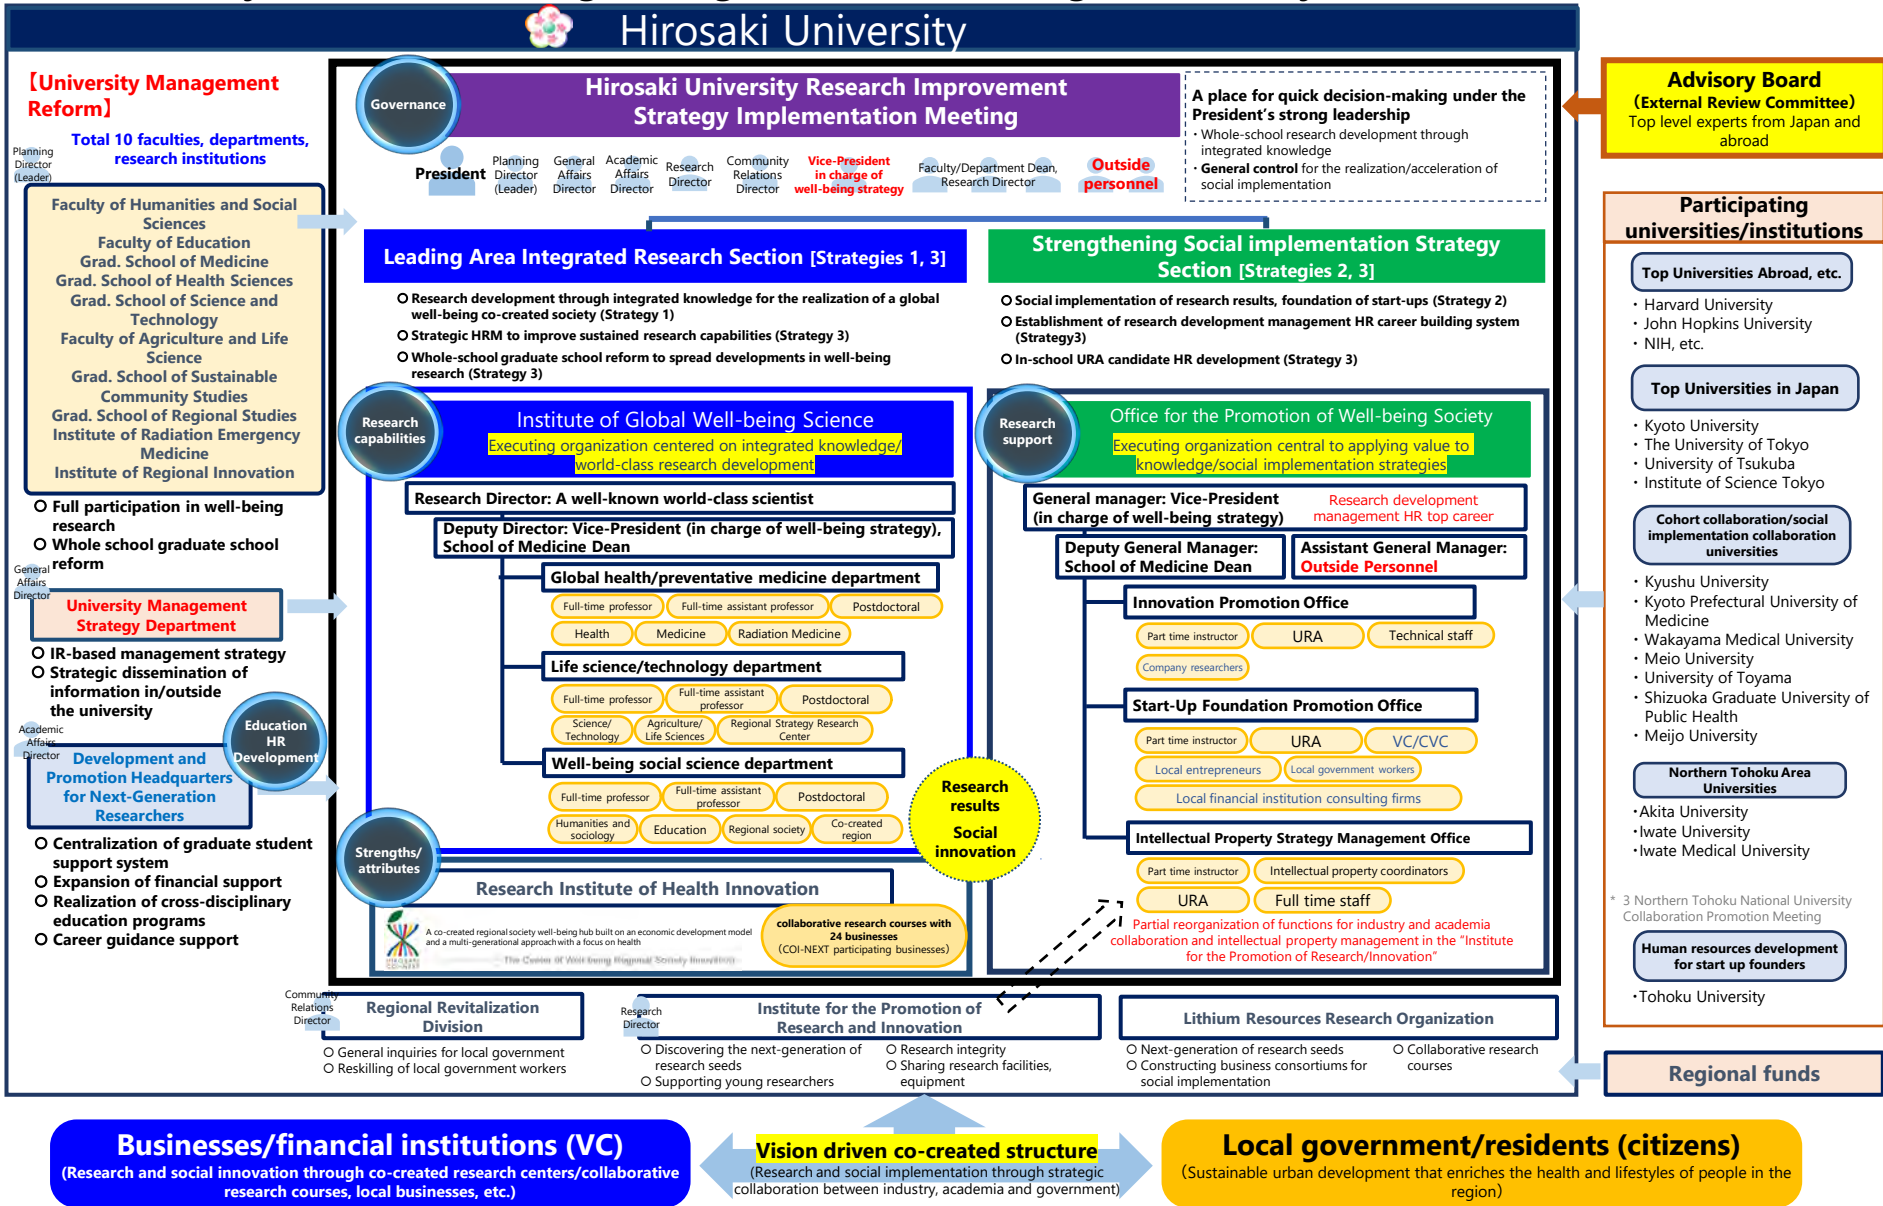 Hirosaki University
【University Management
Reform】
Total 10 faculties, departments,
research institutions
Planning
Director
(Leader)
Faculty of Humanities and Social
Sciences
Faculty of Education
Grad. School of Medicine
Grad. School of Health Sciences
Grad. School of Science and
Technology
Faculty of Agriculture and Life
Science
Grad. School of Sustainable
Community Studies
Grad. School of Regional Studies
Institute of Radiation Emergency
Medicine
Institute of Regional Innovation
O Full participation in well-being
research
O Whole school graduate school
reform
General
Affairs
Director
University Management
Strategy Department
O IR-based management strategy
O Strategic dissemination of
information in/outside
the university
Academic
Affairs
Director
Education
HR
Development
Development and
Promotion Headquarters
for Next-Generation
Researchers
O Centralization of graduate student
support system
O Expansion of financial support
O Realization of cross-disciplinary
education programs
O Career guidance support
Governance
Hirosaki University Research Improvement
Strategy Implementation Meeting
A place for quick decision-making under the
President's strong leadership
・Whole-school research development through
integrated knowledge
・General control for the realization/acceleration of
social implementation
President
Planning
Director
(Leader)
General
Affairs
Director
Academic
Affairs
Director
Research
Director
Community
Relations
Director
Vice-President
in charge of
well-being strategy
Faculty/Department Dean,
Research Director
Outside
personnel
Leading Area Integrated Research Section [Strategies 1, 3]
O Research development through integrated knowledge for the realization of a global
well-being co-created society (Strategy 1)
O Strategic HRM to improve sustained research capabilities (Strategy 3)
O Whole-school graduate school reform to spread developments in well-being
research (Strategy 3)
Strengthening Social implementation Strategy
Section [Strategies 2, 3]
O Social implementation of research results, foundation of start-ups (Strategy 2)
O Establishment of research development management HR career building system
(Strategy3)
O In-school URA candidate HR development (Strategy 3)
Research
capabilities
Institute of Global Well-being Science
Executing organization centered on integrated knowledge/
world-class research development
Research Director: A well-known world-class scientist
Deputy Director: Vice-President (in charge of well-being strategy),
School of Medicine Dean
Global health/preventative medicine department
Full-time professor
Full-time assistant professor
Postdoctoral
Health
Medicine
Radiation Medicine
Life science/technology department
Full-time professor
Full-time assistant
professor
Postdoctoral
Science/
Technology
Agriculture/
Life Sciences
Regional Strategy Research
Center
Well-being social science department
Full-time professor
Full-time assistant
professor
Postdoctoral
Humanities and
sociology
Education
Regional society
Co-created
region
Research
results
Social
innovation
Strengths/
attributes
Research Institute of Health Innovation
A co-created regional society well-being hub built on an economic development model
and a multi-generational approach with a focus on health
collaborative research courses with
24 businesses
(COI-NEXT participating businesses)
Research
support
Office for the Promotion of Well-being Society
Executing organization central to applying value to
knowledge/social implementation strategies
General manager: Vice-President
(in charge of well-being strategy)
Research development
management HR top career
Deputy General Manager:
School of Medicine Dean
Assistant General Manager:
Outside Personnel
Innovation Promotion Office
Part time instructor
URA
Technical staff
Company researchers
Start-Up Foundation Promotion Office
Part time instructor
URA
VC/CVC
Local entrepreneurs
Local government workers
Local financial institution consulting firms
Intellectual Property Strategy Management Office
Part time instructor
Intellectual property coordinators
URA
Full time staff
Partial reorganization of functions for industry and academia
collaboration and intellectual property management in the "Institute
for the Promotion of Research/Innovation"
Community
Relations
Director
Regional Revitalization
Division
O General inquiries for local government
O Reskilling of local government workers
Research
Director
Institute for the Promotion of
Research and Innovation
O Discovering the next-generation of
research seeds
O Supporting young researchers
O Research integrity
O Sharing research facilities,
equipment
Lithium Resources Research Organization
O Next-generation of research seeds
O Constructing business consortiums for
social implementation
O Collaborative research
courses
Advisory Board
(External Review Committee)
Top level experts from Japan and
abroad
Participating
universities/institutions
Top Universities Abroad, etc.
・Harvard University
・John Hopkins University
・NIH, etc.
Top Universities in Japan
・Kyoto University
・The University of Tokyo
・University of Tsukuba
・Institute of Science Tokyo
Cohort collaboration/social
implementation collaboration
universities
・Kyushu University
・Kyoto Prefectural University of
Medicine
・Wakayama Medical University
・Meio University
・University of Toyama
・Shizuoka Graduate University of
Public Health
・Meijo University
Northern Tohoku Area
Universities
・Akita University
・Iwate University
・Iwate Medical University
* 3 Northern Tohoku National University
Collaboration Promotion Meeting
Human resources development
for start up founders
・Tohoku University
Regional funds
Businesses/financial institutions (VC)
(Research and social innovation through co-created research centers/collaborative
research courses, local businesses, etc.)
Vision driven co-created structure
(Research and social implementation through strategic
collaboration between industry, academia and government)
Local government/residents (citizens)
(Sustainable urban development that enriches the health and lifestyles of people in the
region)